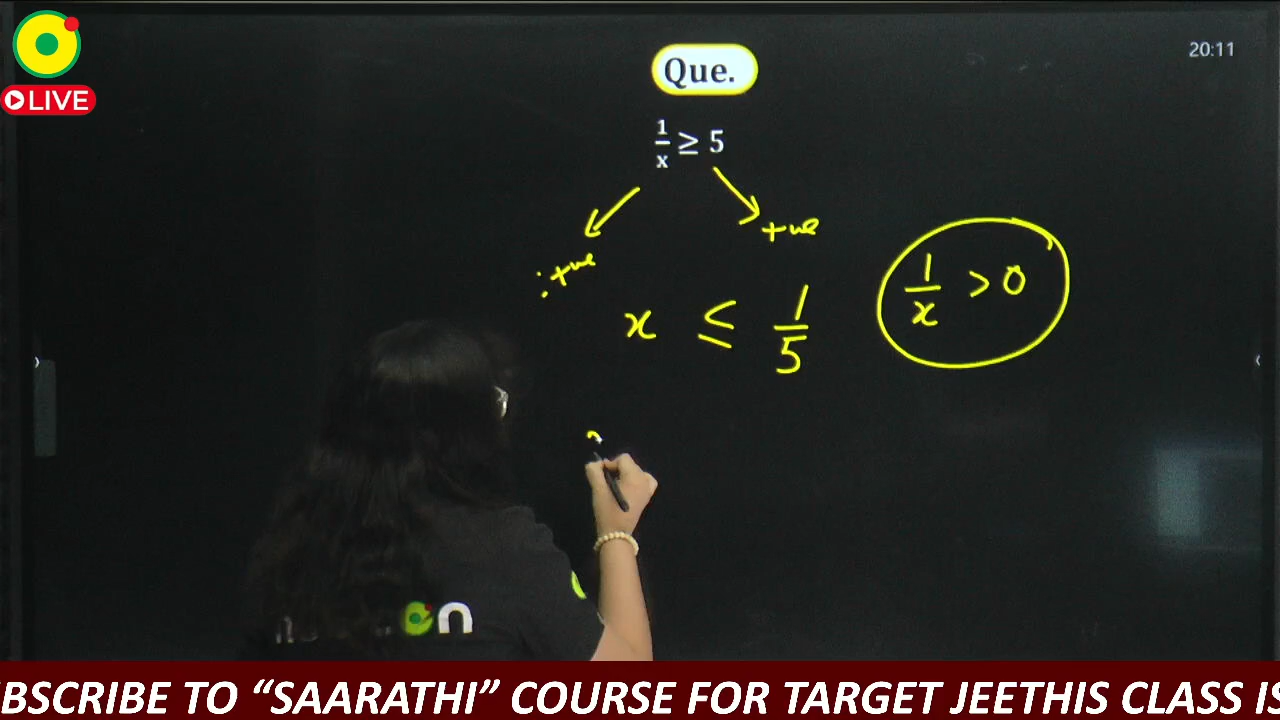 20:11
LIVE
Que.
1/x ≥ 5
+ve
+ve
x ≤ 1/5
1/x > 0
BSCRIBE TO “SAARATHI” COURSE FOR TARGET JEETHIS CLASS IS